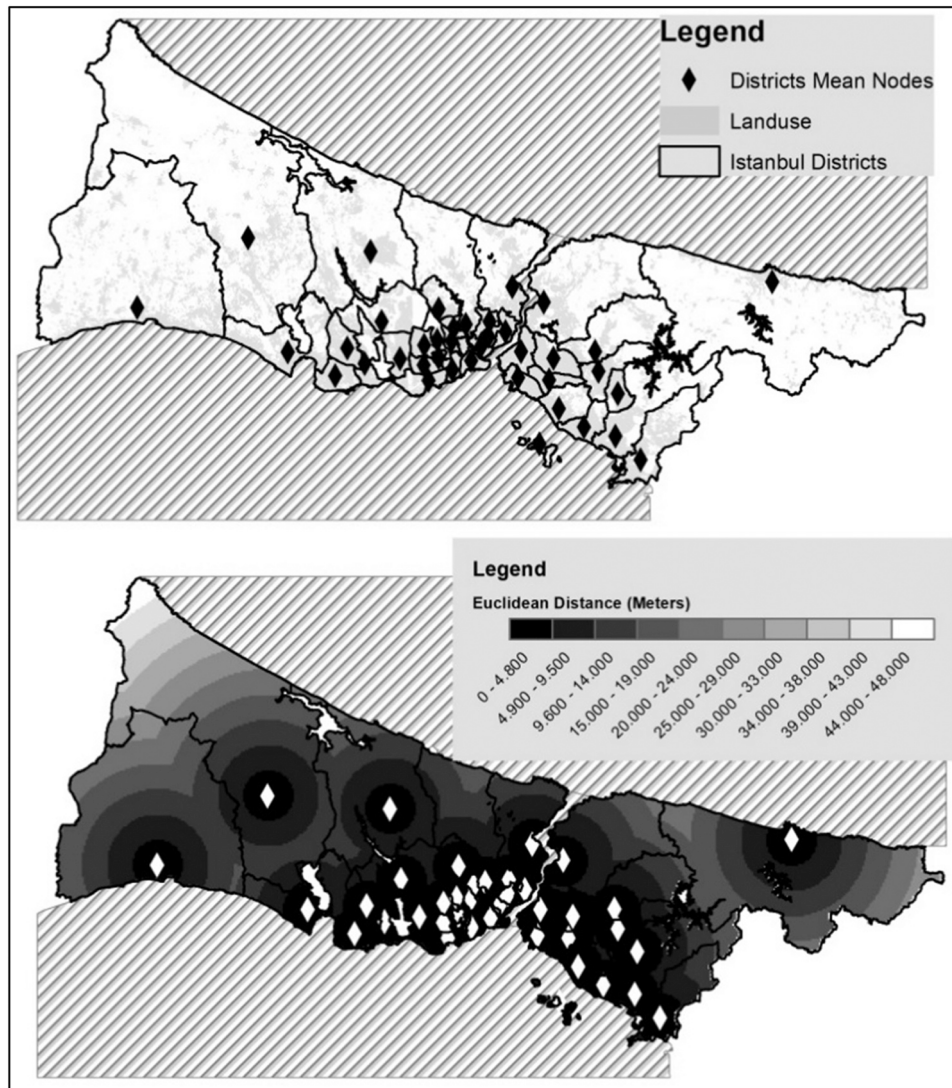 Legend
Districts Mean Nodes
Landuse
Istanbul Districts
Legend
Euclidean Distance (Meters)
0 - 4.800
4.900 - 9.500
9.600 - 14.000
15.000 - 19.000
20.000 - 24.000
25.000 - 29.000
30.000 - 33.000
34.000 - 38.000
39.000 - 43.000
44.000 - 48.000